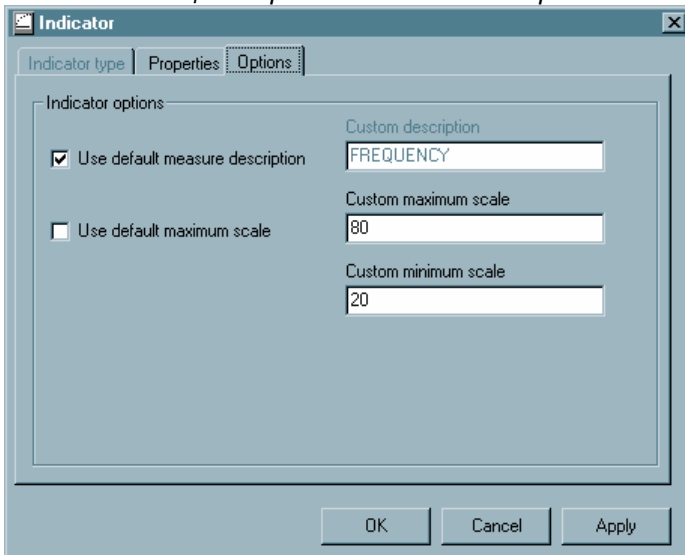 Indicator
Indicator type Properties Options
Indicator options
Custom description
Use default measure description
FREQUENCY
Custom maximum scale
Use default maximum scale
80
Custom minimum scale
20
OK Cancel Apply